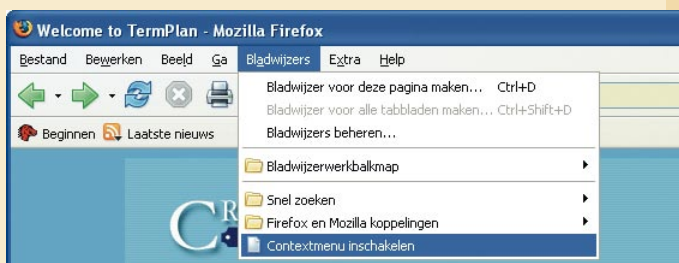 Welcome to TermPlan - Mozilla Firefox
Bestand Bewerken Beeld Ga Bladwijzers Extra Help
Bladwijzer voor deze pagina maken... Ctrl+D
Bladwijzer voor alle tabbladen maken... Ctrl+Shift+D
Bladwijzers beheren...
Beginnen Laatste nieuws
Bladwijzerwerkbalkmap
Snel zoeken
Firefox en Mozilla koppelingen
Contextmenu inschakelen
CR